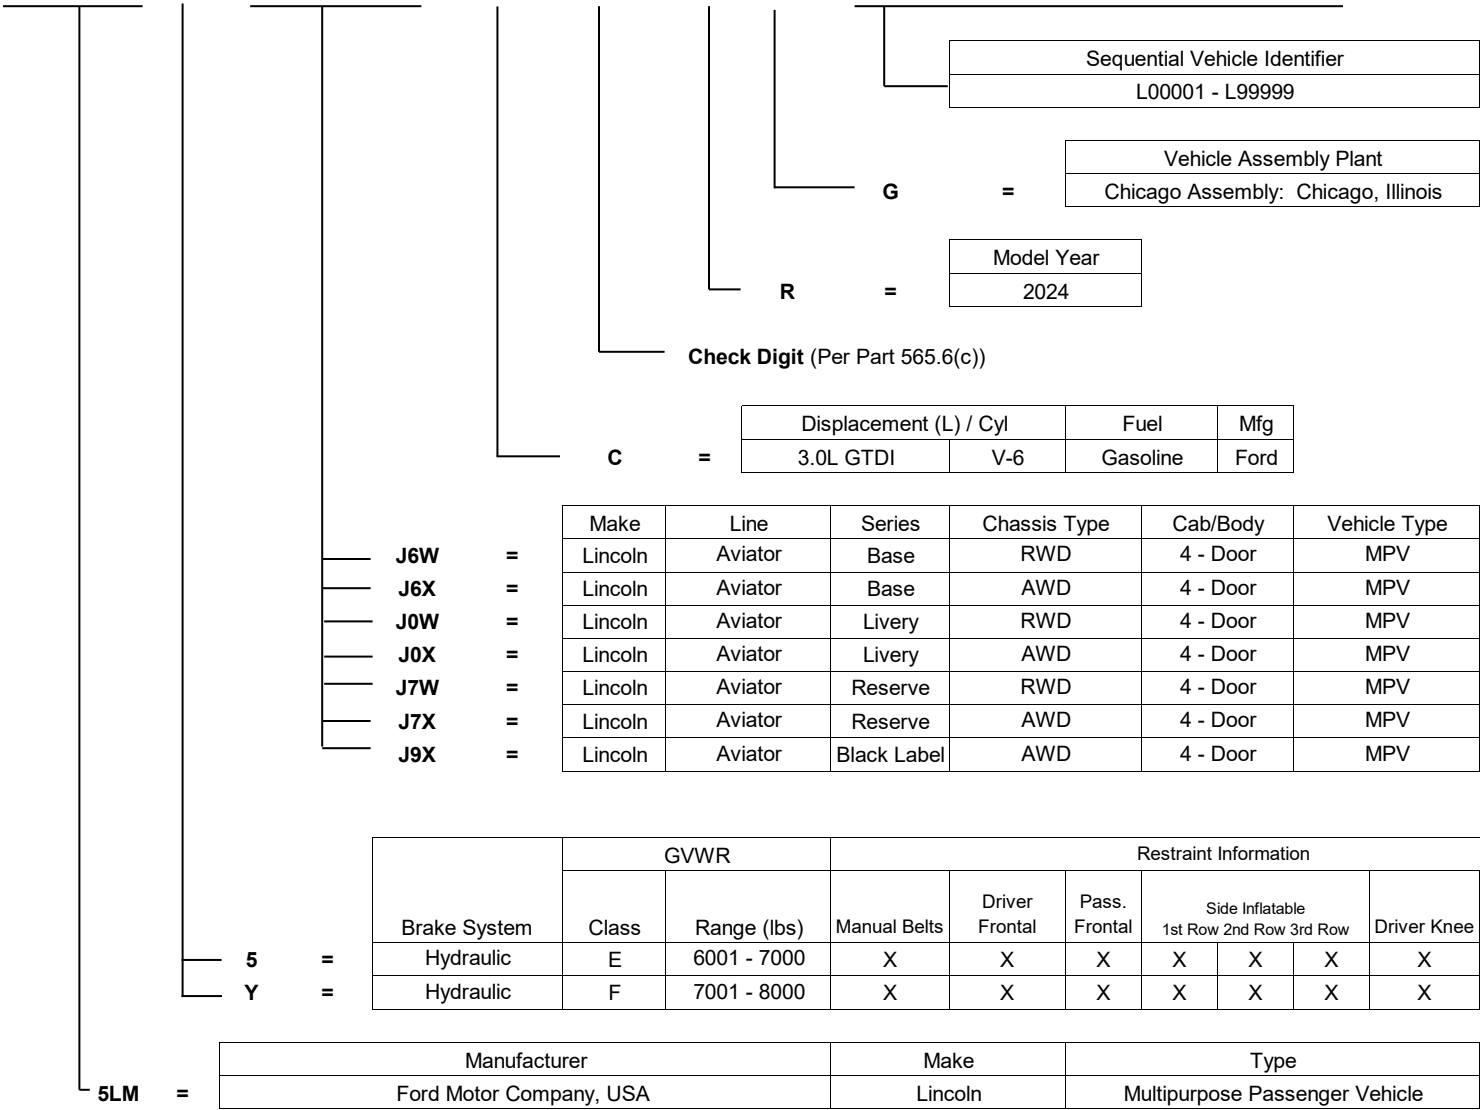 Sequential Vehicle Identifier
L00001 - L99999
Vehicle Assembly Plant
G = Chicago Assembly: Chicago, Illinois
Model Year
R = 2024
Check Digit (Per Part 565.6(c))
Displacement (L) / Cyl Fuel Mfg
C = 3.0L GTDI V-6 Gasoline Ford
Make Line Series Chassis Type Cab/Body Vehicle Type
J6W = Lincoln Aviator Base RWD 4 - Door MPV
J6X = Lincoln Aviator Base AWD 4 - Door MPV
J0W = Lincoln Aviator Livery RWD 4 - Door MPV
J0X = Lincoln Aviator Livery AWD 4 - Door MPV
J7W = Lincoln Aviator Reserve RWD 4 - Door MPV
J7X = Lincoln Aviator Reserve AWD 4 - Door MPV
J9X = Lincoln Aviator Black Label AWD 4 - Door MPV
GVWR Restraint Information
Driver Pass. Side Inflatable
Brake System Class Range (lbs) Manual Belts Frontal Frontal 1st Row 2nd Row 3rd Row Driver Knee
5 = Hydraulic E 6001 - 7000 X X X X X X X
Y = Hydraulic F 7001 - 8000 X X X X X X X
Manufacturer Make Type
5LM = Ford Motor Company, USA Lincoln Multipurpose Passenger Vehicle